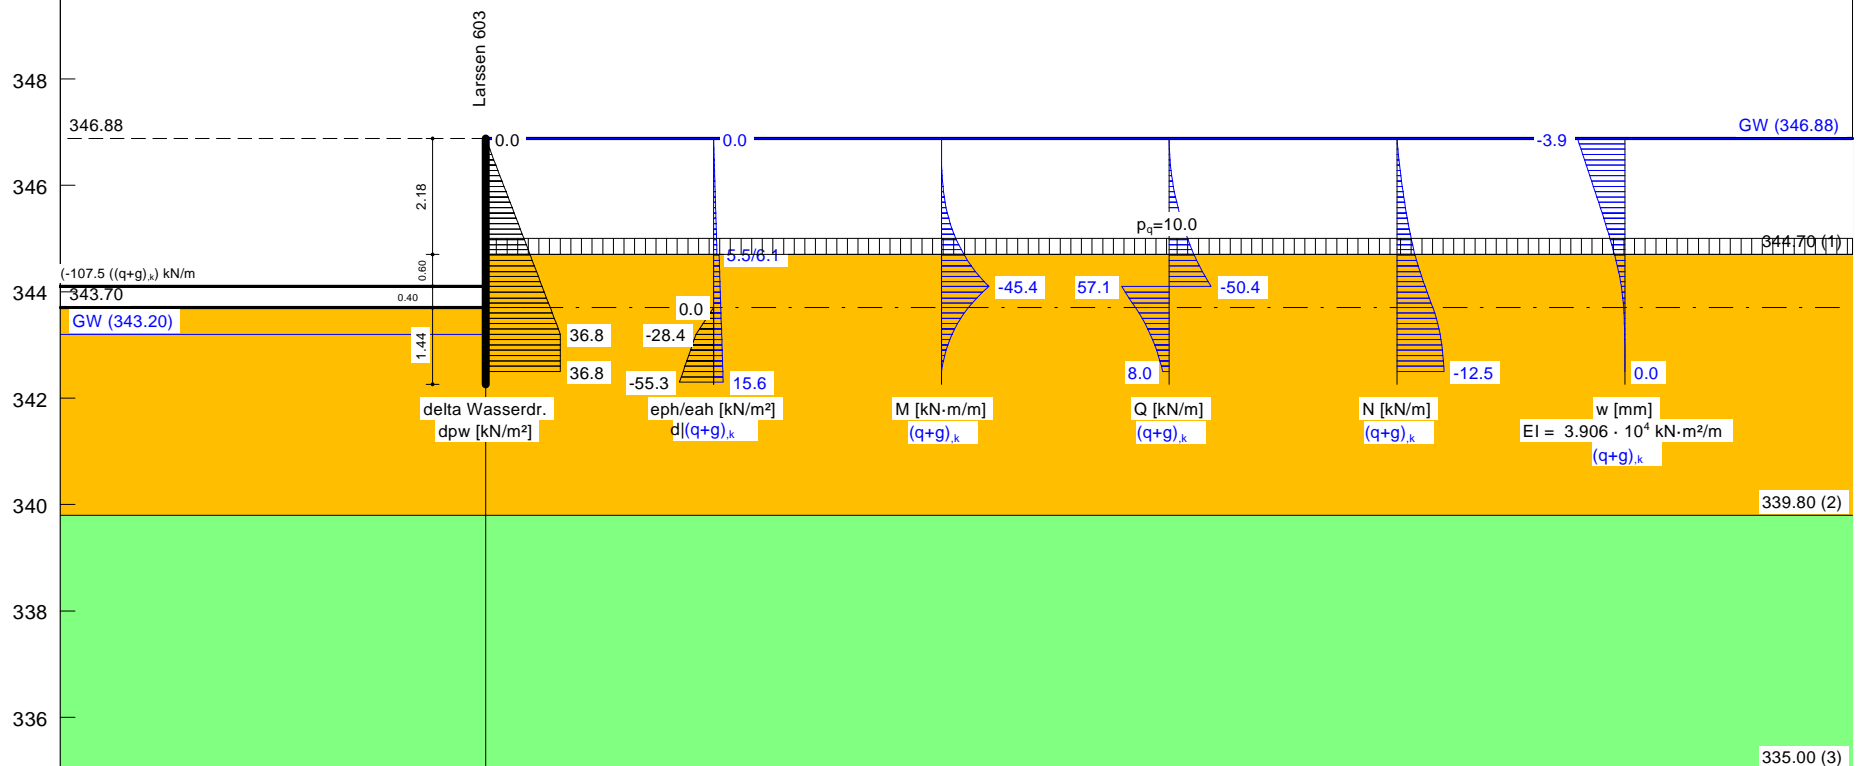 Larssen 603
348
346.88
GW (346.88)
0.0
0.0
-3.9
346
2.18
pq=10.0
344.70 (1)
5.5/6.1
(-107.5 ((q+g),k) kN/m
0.60
344
343.70
0.40
-45.4
57.1
-50.4
0.0
GW (343.20)
1.44
36.8
-28.4
36.8
-55.3
15.6
8.0
-12.5
0.0
342
delta Wasserdr.
dpw [kN/m²]
eph/eah [kN/m²]
d|(q+g),k
M [kN·m/m]
(q+g),k
Q [kN/m]
(q+g),k
N [kN/m]
(q+g),k
w [mm]
EI = 3.906 · 10⁴ kN·m²/m
(q+g),k
340
339.80 (2)
338
336
335.00 (3)